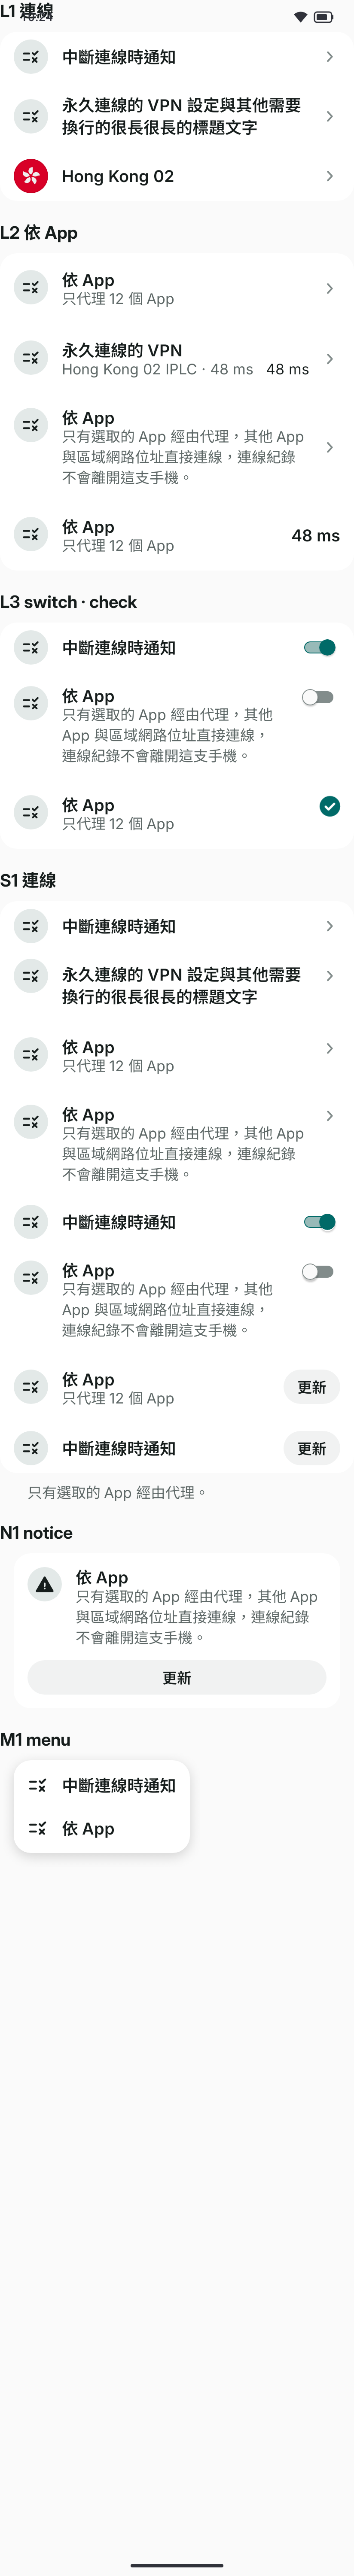 L1 連線
中斷連線時通知
永久連線的 VPN 設定與其他需要
換行的很長很長的標題文字
Hong Kong 02
L2 依 App
依 App
只代理 12 個 App
永久連線的 VPN
Hong Kong 02 IPLC · 48 ms 48 ms
依 App
只有選取的 App 經由代理，其他 App
與區域網路位址直接連線，連線紀錄
不會離開這支手機。
依 App
只代理 12 個 App
48 ms
L3 switch · check
中斷連線時通知
依 App
只有選取的 App 經由代理，其他
App 與區域網路位址直接連線，
連線紀錄不會離開這支手機。
依 App
只代理 12 個 App
S1 連線
中斷連線時通知
永久連線的 VPN 設定與其他需要
換行的很長很長的標題文字
依 App
只代理 12 個 App
依 App
只有選取的 App 經由代理，其他 App
與區域網路位址直接連線，連線紀錄
不會離開這支手機。
中斷連線時通知
依 App
只有選取的 App 經由代理，其他
App 與區域網路位址直接連線，
連線紀錄不會離開這支手機。
依 App
只代理 12 個 App
更新
中斷連線時通知
更新
只有選取的 App 經由代理。
N1 notice
依 App
只有選取的 App 經由代理，其他 App
與區域網路位址直接連線，連線紀錄
不會離開這支手機。
更新
M1 menu
中斷連線時通知
依 App